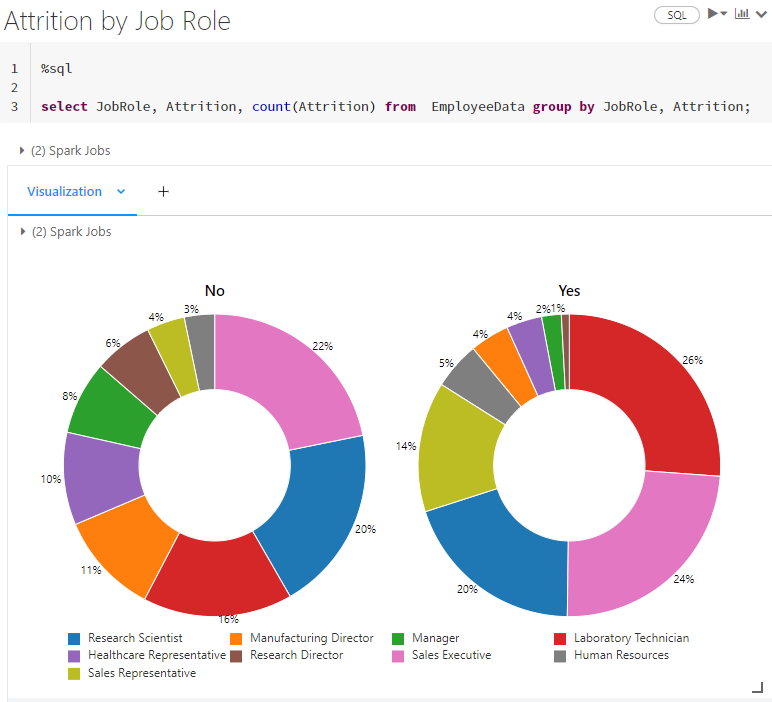 Attrition by Job Role
SQL
1 %sql
2
3 select JobRole, Attrition, count(Attrition) from  EmployeeData group by JobRole, Attrition;
(2) Spark Jobs
Visualization +
(2) Spark Jobs
No
22%
20%
16%
11%
10%
8%
6%
4%
3%
Yes
26%
24%
20%
14%
5%
4%
4%
2%
1%
Research Scientist Manufacturing Director Manager Laboratory Technician
Healthcare Representative Research Director Sales Executive Human Resources
Sales Representative